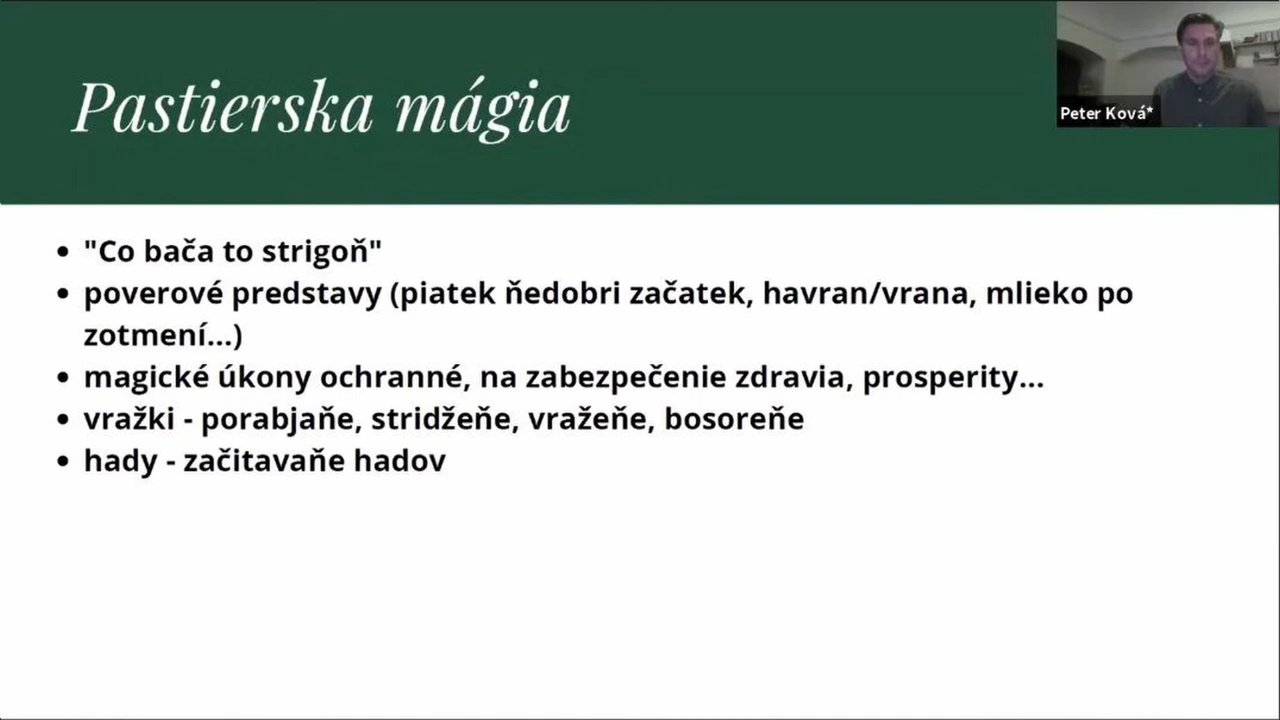 Pastierska mágia
Peter Ková*
• "Co bača to strigoň"
• poverové predstavy (piatek ňedobri začatek, havran/vrana, mlieko po
zotmení...)
• magické úkony ochranné, na zabezpečenie zdravia, prosperity...
• vražki - porabjaňe, stridžeňe, vražeňe, bosoreňe
• hady - začitavaňe hadov